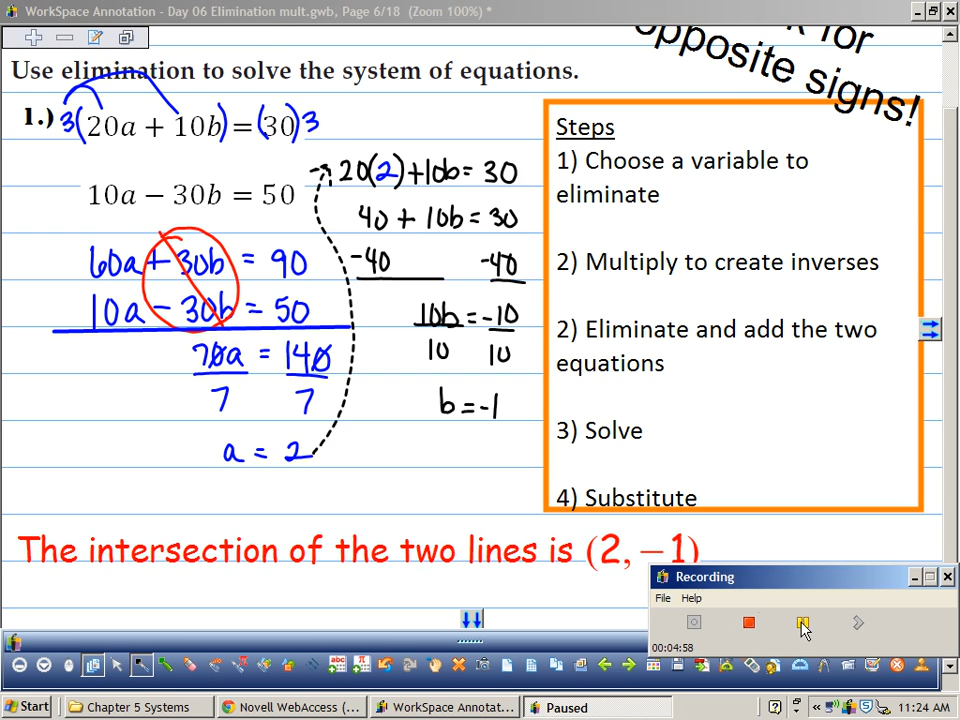 WorkSpace Annotation - Day 06 Elimination mult.gwb, Page 6/18 (Zoom 100%) *
for
opposite signs!
Use elimination to solve the system of equations.
1.) 3(20a + 10b) = (30)3
10a − 30b = 50
60a + 30b = 90
10a − 30b = 50
70a = 140
7 7
a = 2
20(2)+10b = 30
40 + 10b = 30
-40 -40
10b = -10
10 10
b = -1
Steps
1) Choose a variable to
eliminate
2) Multiply to create inverses
2) Eliminate and add the two
equations
3) Solve
4) Substitute
The intersection of the two lines is (2, −1)
Recording
File Help
00:04:58
Start
Chapter 5 Systems
Novell WebAccess (...
WorkSpace Annotati...
Paused
11:24 AM